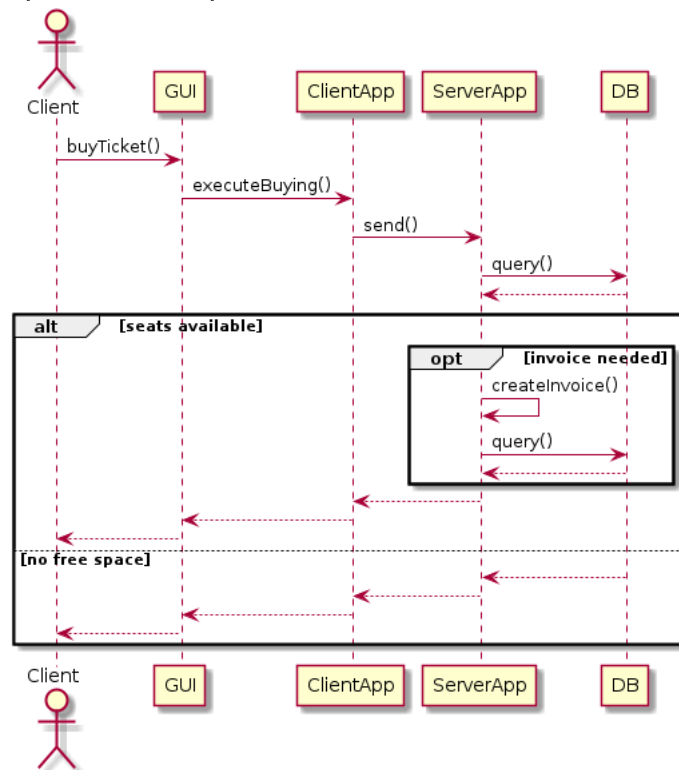 Client
GUI
ClientApp
ServerApp
DB
buyTicket()
executeBuying()
send()
query()
alt
[seats available]
opt
[invoice needed]
createInvoice()
query()
[no free space]
Client
GUI
ClientApp
ServerApp
DB